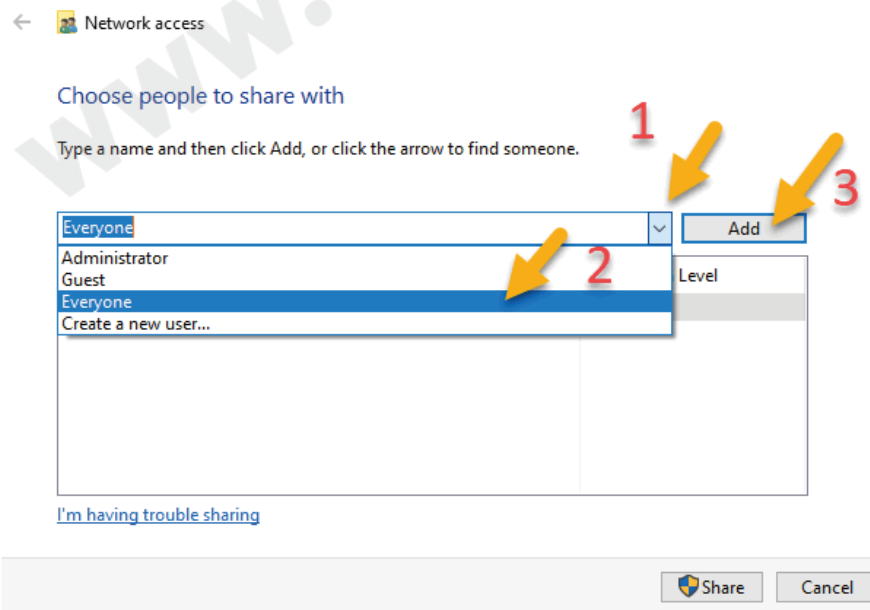 www.
Network access
Choose people to share with
Type a name and then click Add, or click the arrow to find someone.
1
3
Everyone
Add
Administrator
Guest
2
Level
Everyone
Create a new user...
I'm having trouble sharing
Share
Cancel